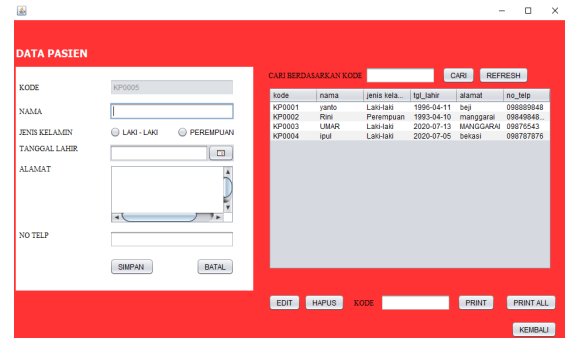 DATA PASIEN
KODE KP0005
NAMA
JENIS KELAMIN LAKI - LAKI PEREMPUAN
TANGGAL LAHIR
ALAMAT
NO TELP
SIMPAN BATAL
CARI BERDASARKAN KODE CARI REFRESH
kode nama jenis kela... tgl_lahir alamat no_telp
KP0001 yanto Laki-laki 1996-04-11 beji 098889848
KP0002 Rini Perempuan 1993-04-10 manggarai 09849848...
KP0003 UMAR Laki-laki 2020-07-13 MANGGARAI 09876543
KP0004 ipul Laki-laki 2020-07-05 bekasi 098787876
EDIT HAPUS KODE PRINT PRINT ALL
KEMBALI